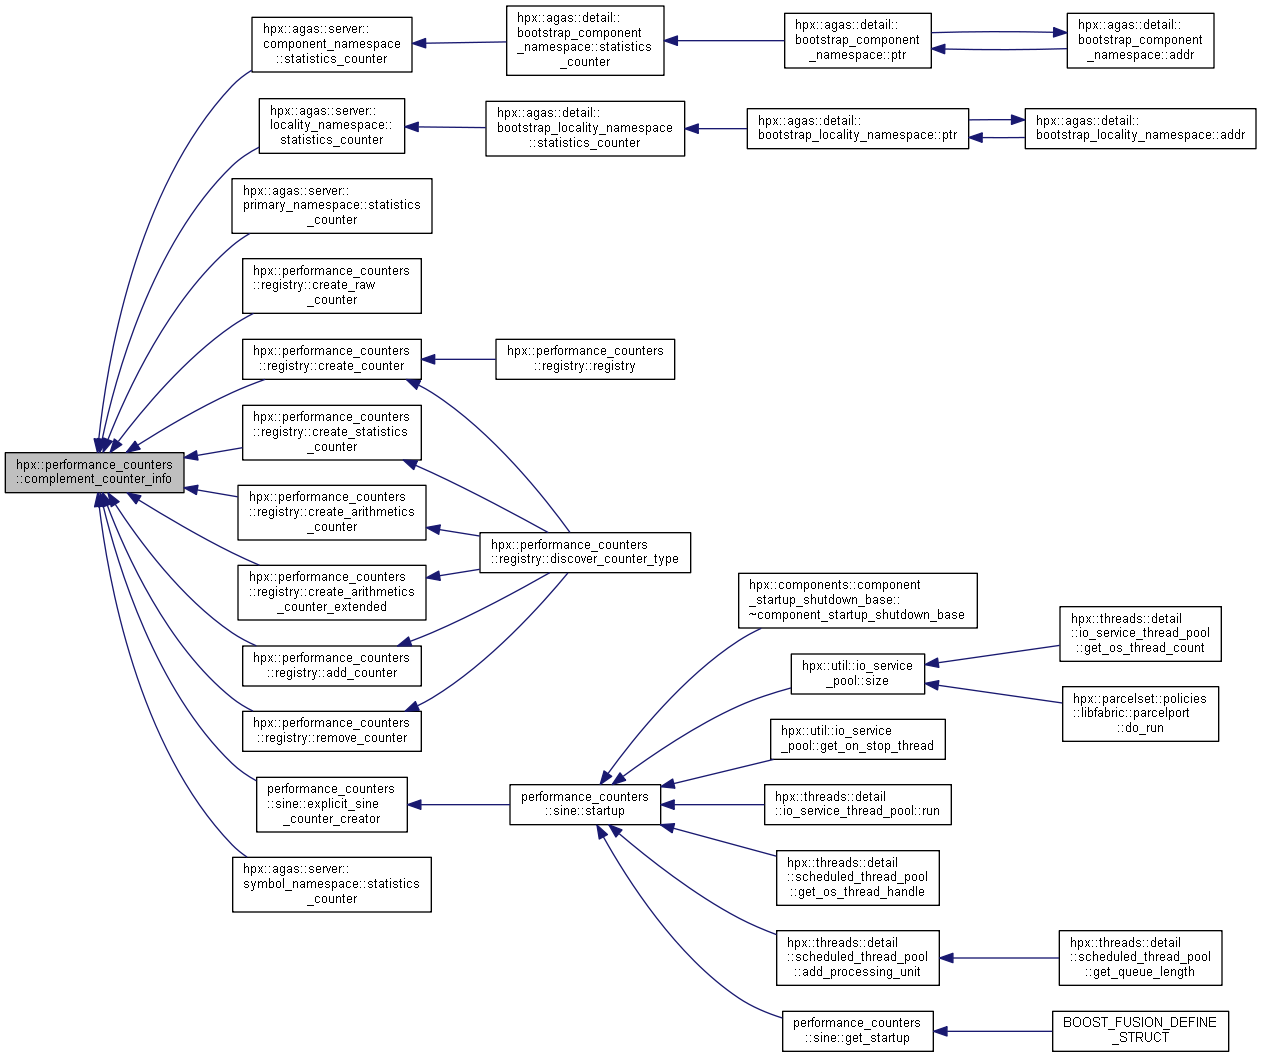 hpx::agas::server::
component_namespace
::statistics_counter
hpx::agas::detail::
bootstrap_component
_namespace::statistics
_counter
hpx::agas::detail::
bootstrap_component
_namespace::ptr
hpx::agas::detail::
bootstrap_component
_namespace::addr
hpx::agas::server::
locality_namespace::
statistics_counter
hpx::agas::detail::
bootstrap_locality_namespace
::statistics_counter
hpx::agas::detail::
bootstrap_locality_namespace::ptr
hpx::agas::detail::
bootstrap_locality_namespace::addr
hpx::agas::server::
primary_namespace::statistics
_counter
hpx::performance_counters
::registry::create_raw
_counter
hpx::performance_counters
::registry::create_counter
hpx::performance_counters
::registry::registry
hpx::performance_counters
::registry::create_statistics
_counter
hpx::performance_counters
::complement_counter_info
hpx::performance_counters
::registry::create_arithmetics
_counter
hpx::performance_counters
::registry::discover_counter_type
hpx::performance_counters
::registry::create_arithmetics
_counter_extended
hpx::performance_counters
::registry::add_counter
hpx::performance_counters
::registry::remove_counter
hpx::components::component
_startup_shutdown_base::
~component_startup_shutdown_base
hpx::util::io_service
_pool::size
hpx::threads::detail
::io_service_thread_pool
::get_os_thread_count
hpx::parcelset::policies
::libfabric::parcelport
::do_run
hpx::util::io_service
_pool::get_on_stop_thread
performance_counters
::sine::explicit_sine
_counter_creator
performance_counters
::sine::startup
hpx::threads::detail
::io_service_thread_pool::run
hpx::threads::detail
::scheduled_thread_pool
::get_os_thread_handle
hpx::agas::server::
symbol_namespace::statistics
_counter
hpx::threads::detail
::scheduled_thread_pool
::add_processing_unit
hpx::threads::detail
::scheduled_thread_pool
::get_queue_length
performance_counters
::sine::get_startup
BOOST_FUSION_DEFINE
_STRUCT